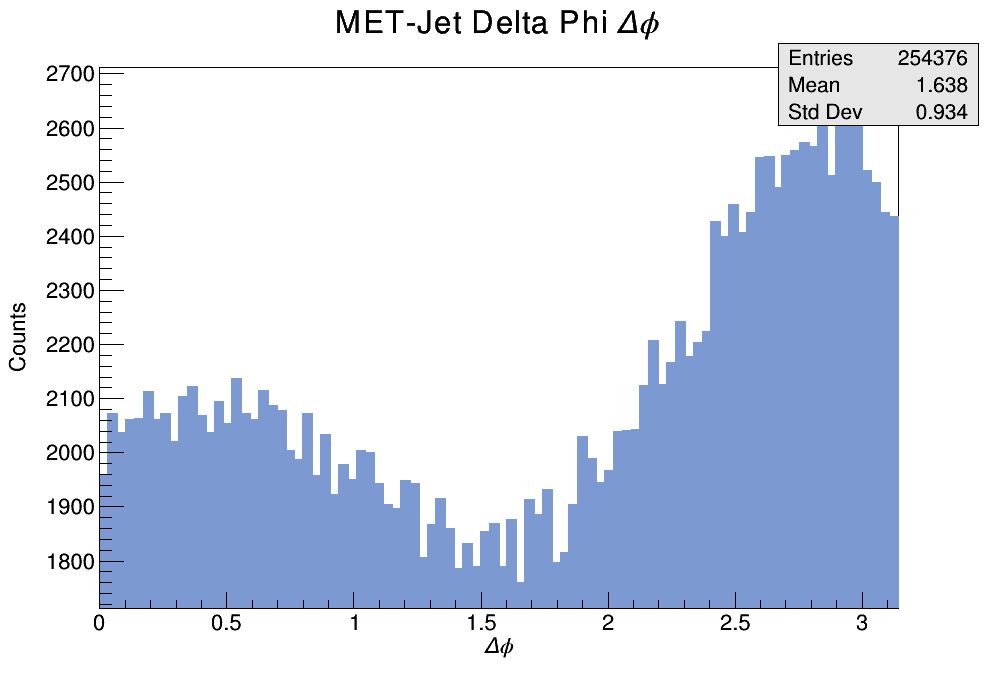 MET-Jet Delta Phi Δϕ
Entries 254376
Mean 1.638
Std Dev 0.934
2700
2600
2500
2400
2300
2200
2100
2000
1900
1800
Counts
0 0.5 1 1.5 2 2.5 3
Δϕ